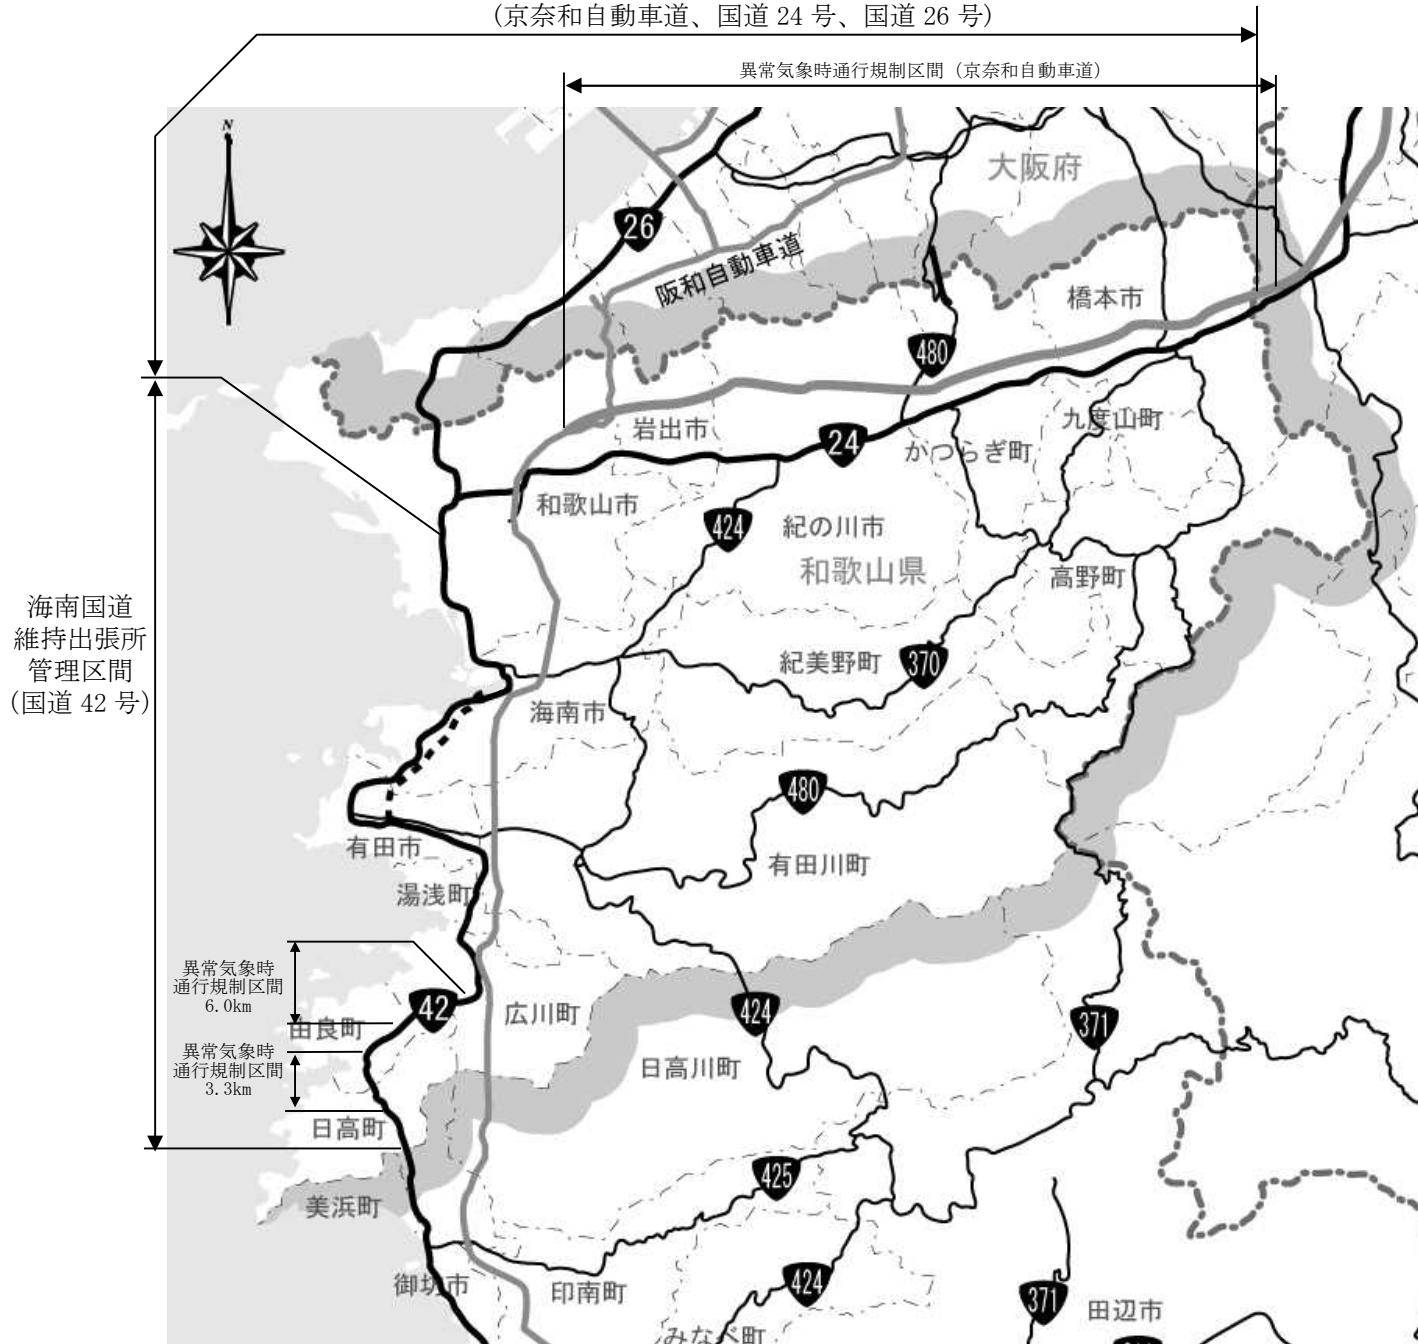 (京奈和自動車道、国道 24 号、国道 26 号)
異常気象時通行規制区間 (京奈和自動車道)
N
大阪府
26
阪和自動車道
橋本市
480
九度山町
岩出市
24
かつらぎ町
和歌山市
424
紀の川市
和歌山県
高野町
海南国道
維持出張所
管理区間
(国道 42 号)
紀美野町
370
海南市
480
有田市
有田川町
湯浅町
異常気象時
通行規制区間
6.0km
42
広川町
424
371
由良町
異常気象時
通行規制区間
3.3km
日高川町
日高町
425
美浜町
御坊市
印南町
424
371
田辺市
みなべ町